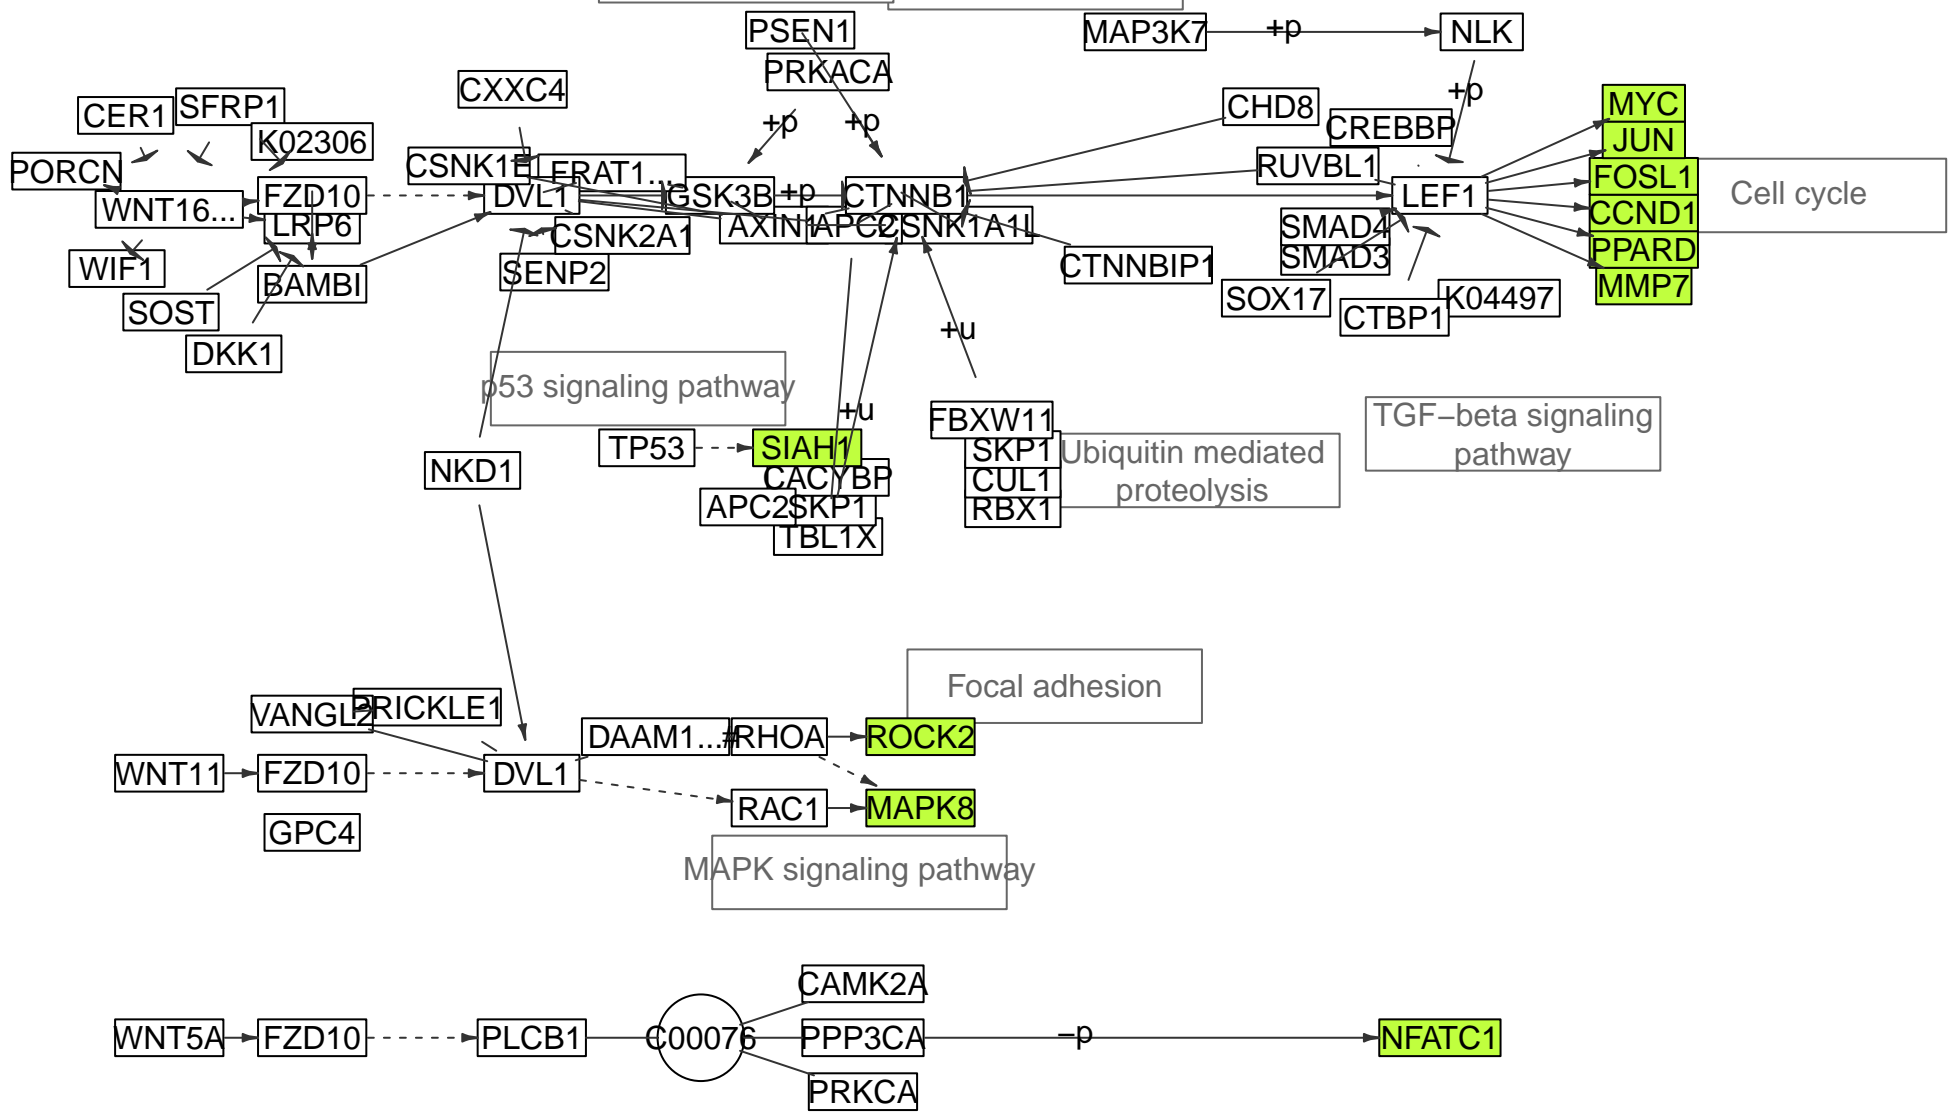 PSEN1
MAP3K7
+p
NLK
PRKACA
CXXC4
+p
+p
+p
CER1
SFRP1
K02306
CHD8
CREBBP
MYC
JUN
PORCN
CSNK1E
FRAT1...
RUVBL1
FOSL1
Cell cycle
WNT16...
FZD10
DVL1
GSK3B
+p
CTNNB1
LEF1
CCND1
LRP6
CSNK2A1
AXIN1
APC2
CSNK1A1L
SMAD4
PPARD
WIF1
BAMBI
SENP2
CTNNBIP1
SMAD3
MMP7
SOST
SOX17
K04497
DKK1
CTBP1
+u
p53 signaling pathway
+u
FBXW11
TGF−beta signaling
pathway
TP53
SIAH1
SKP1
Ubiquitin mediated
proteolysis
NKD1
CACYBP
CUL1
APC2
SKP1
RBX1
TBL1X
Focal adhesion
VANGL2
PRICKLE1
DAAM1...#
RHOA
ROCK2
WNT11
FZD10
DVL1
RAC1
MAPK8
GPC4
MAPK signaling pathway
CAMK2A
WNT5A
FZD10
PLCB1
C00076
PPP3CA
−p
NFATC1
PRKCA